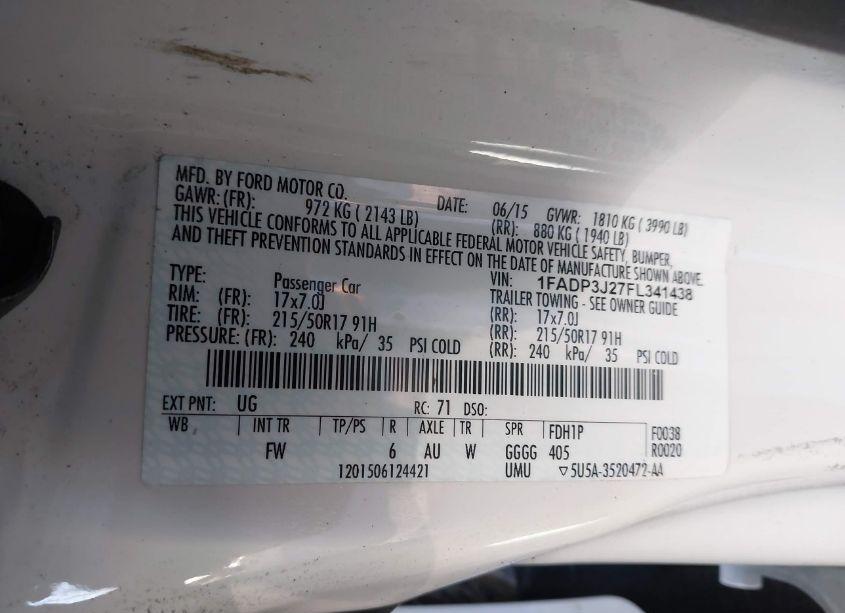 MFD. BY FORD MOTOR CO.
DATE: 06/15 GVWR: 1810 KG ( 3990 LB)
GAWR: (FR): 972 KG ( 2143 LB) (RR): 880 KG ( 1940 LB)
THIS VEHICLE CONFORMS TO ALL APPLICABLE FEDERAL MOTOR VEHICLE SAFETY, BUMPER,
AND THEFT PREVENTION STANDARDS IN EFFECT ON THE DATE OF MANUFACTURE SHOWN ABOVE.
VIN: 1FADP3J27FL341438
TYPE: Passenger Car TRAILER TOWING - SEE OWNER GUIDE
RIM: (FR): 17x7.0J (RR): 17x7.0J
TIRE: (FR): 215/50R17 91H (RR): 215/50R17 91H
PRESSURE: (FR): 240 kPa/ 35 PSI COLD (RR): 240 kPa/ 35 PSI COLD
EXT PNT: UG RC: 71 DSO:
WB INT TR TP/PS R AXLE TR SPR FDH1P F0038
FW 6 AU W GGGG 405 R0020
1201506124421 UMU ▽5U5A-3520472-AA